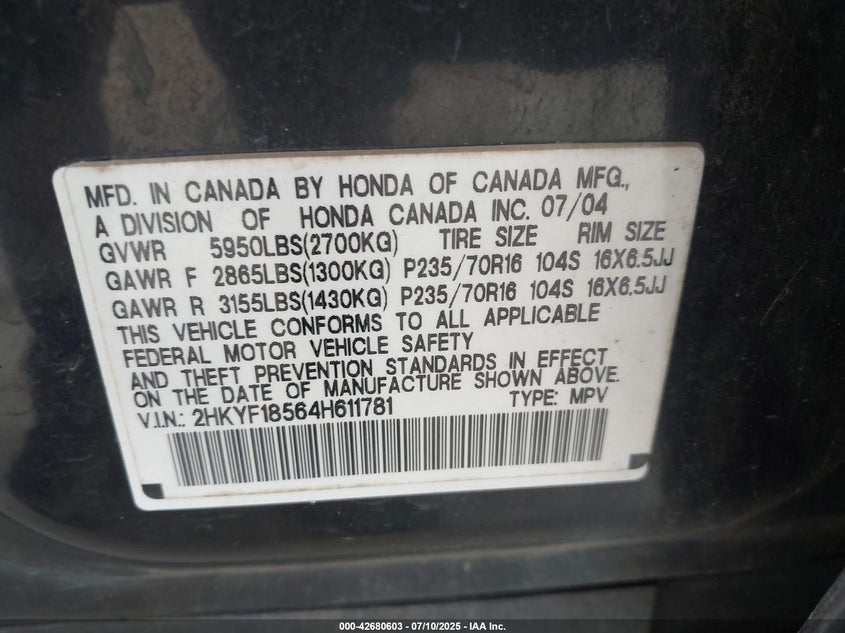 MFD. IN CANADA BY HONDA OF CANADA MFG.,
A DIVISION OF HONDA CANADA INC. 07/04
GVWR 5950LBS(2700KG) TIRE SIZE RIM SIZE
GAWR F 2865LBS(1300KG) P235/70R16 104S 16X6.5JJ
GAWR R 3155LBS(1430KG) P235/70R16 104S 16X6.5JJ
THIS VEHICLE CONFORMS TO ALL APPLICABLE
FEDERAL MOTOR VEHICLE SAFETY
AND THEFT PREVENTION STANDARDS IN EFFECT
ON THE DATE OF MANUFACTURE SHOWN ABOVE.
V.I.N.: 2HKYF18564H611781 TYPE: MPV
000-42680603 - 07/10/2025 - IAA Inc.